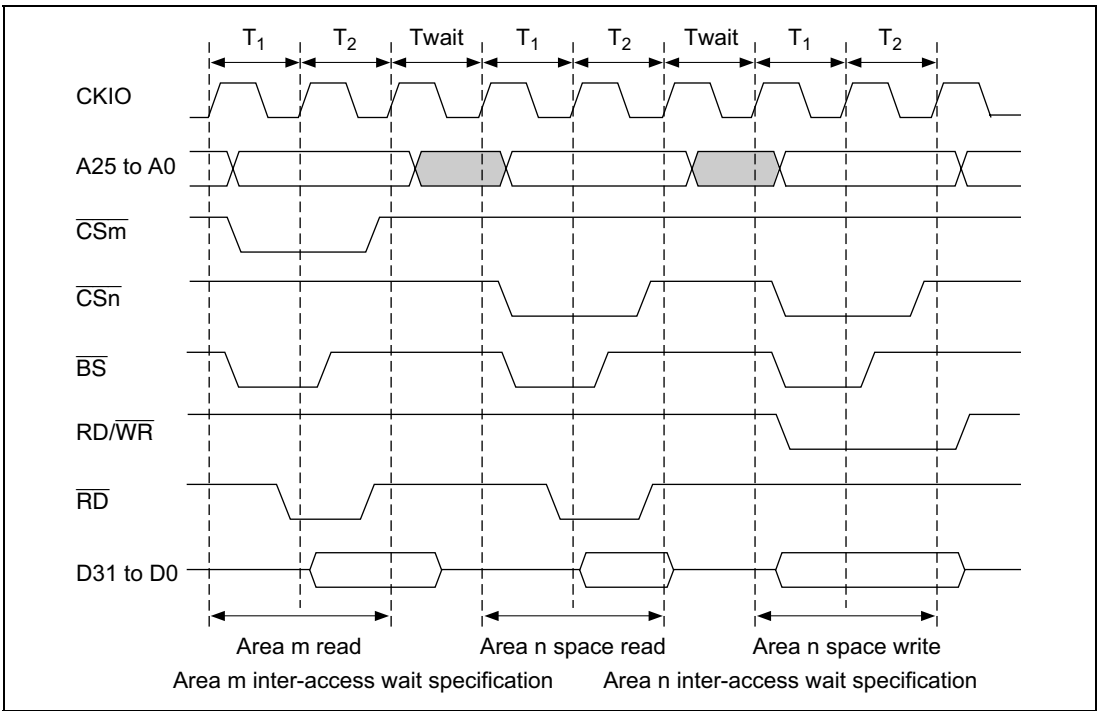 T1 T2 Twait T1 T2 Twait T1 T2
CKIO
A25 to A0
CSm
CSn
BS
RD/WR
RD
D31 to D0
Area m read Area n space read Area n space write
Area m inter-access wait specification Area n inter-access wait specification